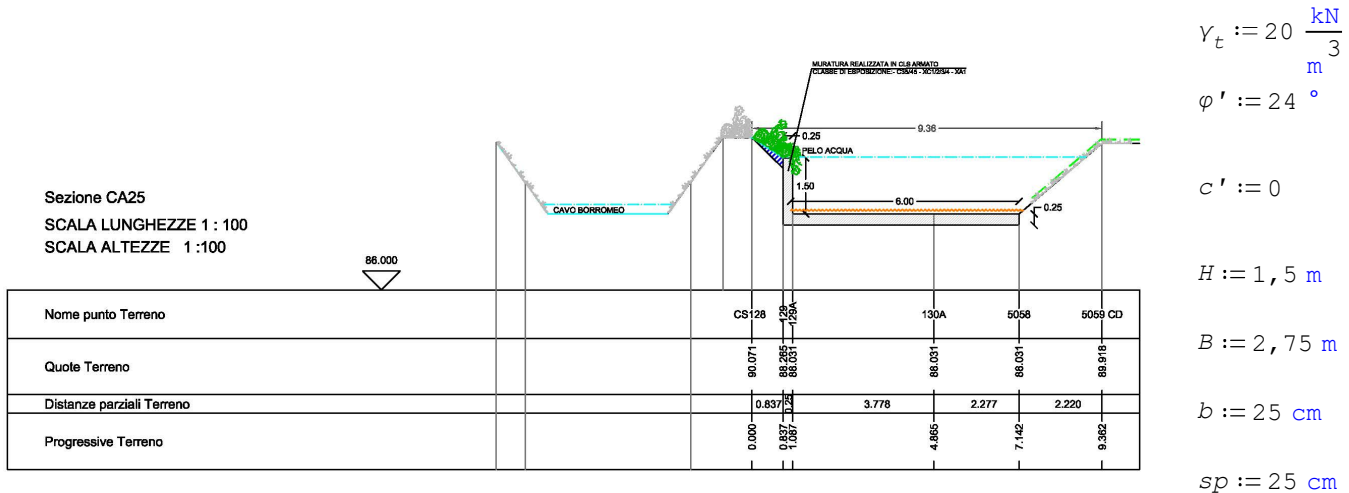 MURATURA REALIZZATA IN CLS ARMATO
CLASSE DI ESPOSIZIONE:- C35/45 - XC1/2/3/4 - XA1
9.36
0.25
PELO ACQUA
1.50
6.00
0.25
CAVO BORROMEO
Sezione CA25
SCALA LUNGHEZZE 1 : 100
SCALA ALTEZZE 1 :100
86.000
Nome punto Terreno
CS128 129 129A 130A 5058 5059 CD
Quote Terreno
90.071 88.265 88.031 88.031 88.031 89.918
Distanze parziali Terreno
0.837 0.25 3.778 2.277 2.220
Progressive Terreno
0.000 0.837 1.087 4.865 7.142 9.362
γt := 20 kN/m³
φ' := 24 °
c' := 0
H := 1,5 m
B := 2,75 m
b := 25 cm
sp := 25 cm